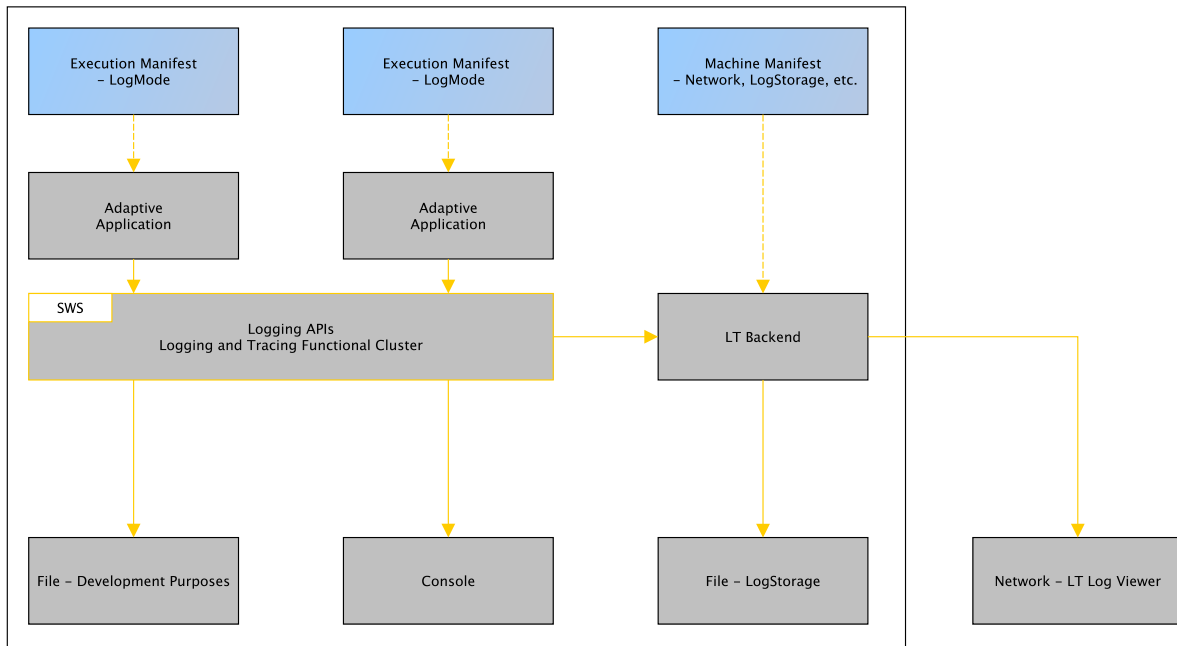 Execution Manifest
– LogMode
Execution Manifest
– LogMode
Machine Manifest
– Network, LogStorage, etc.
Adaptive
Application
Adaptive
Application
SWS
Logging APIs
Logging and Tracing Functional Cluster
LT Backend
File – Development Purposes
Console
File – LogStorage
Network – LT Log Viewer